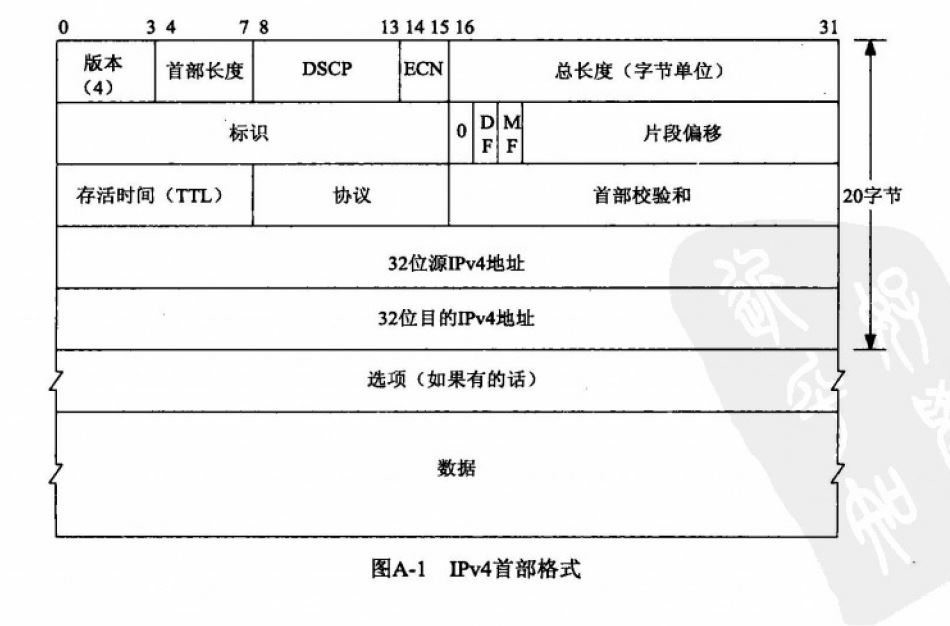 0 3 4 7 8 13 14 15 16 31
版本
（4）
首部长度
DSCP
ECN
总长度（字节单位）
标识
0
D
F
M
F
片段偏移
存活时间（TTL）
协议
首部校验和
20字节
32位源IPv4地址
32位目的IPv4地址
选项（如果有的话）
数据
图A-1 IPv4首部格式